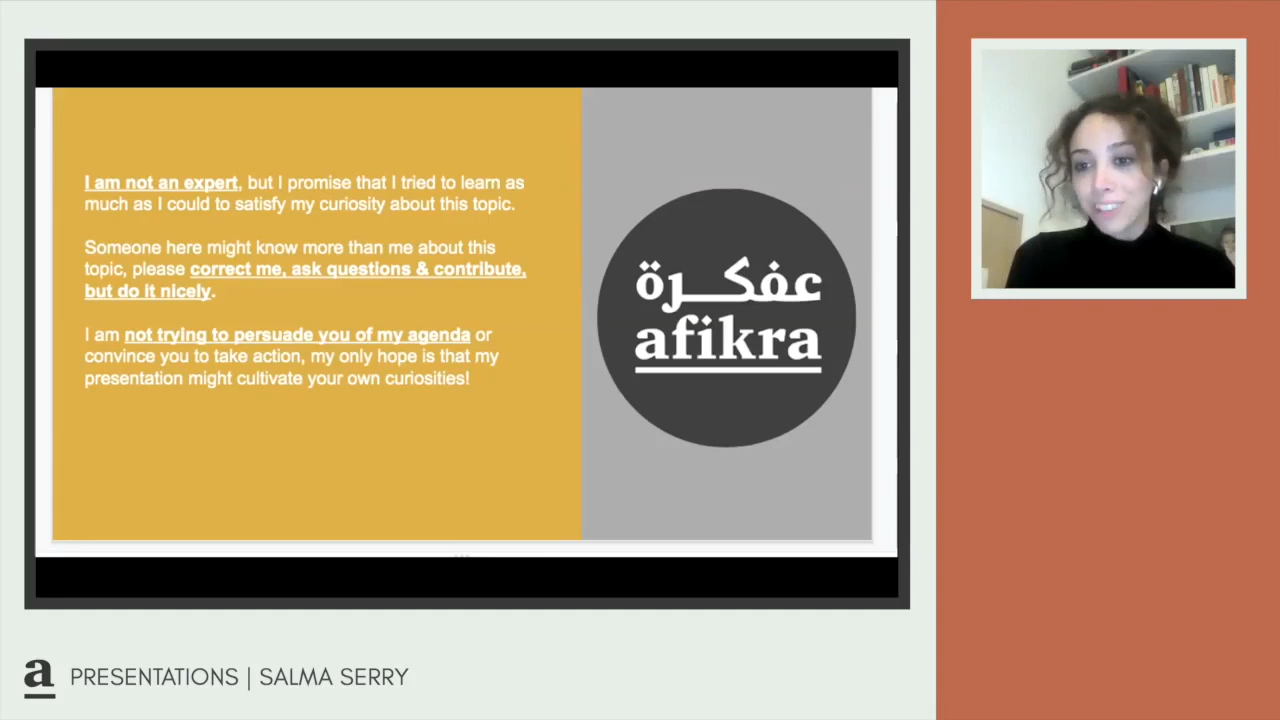 I am not an expert, but I promise that I tried to learn as
much as I could to satisfy my curiosity about this topic.
Someone here might know more than me about this
topic, please correct me, ask questions & contribute,
but do it nicely.
I am not trying to persuade you of my agenda or
convince you to take action, my only hope is that my
presentation might cultivate your own curiosities!
عفكرة
afikra
a PRESENTATIONS | SALMA SERRY